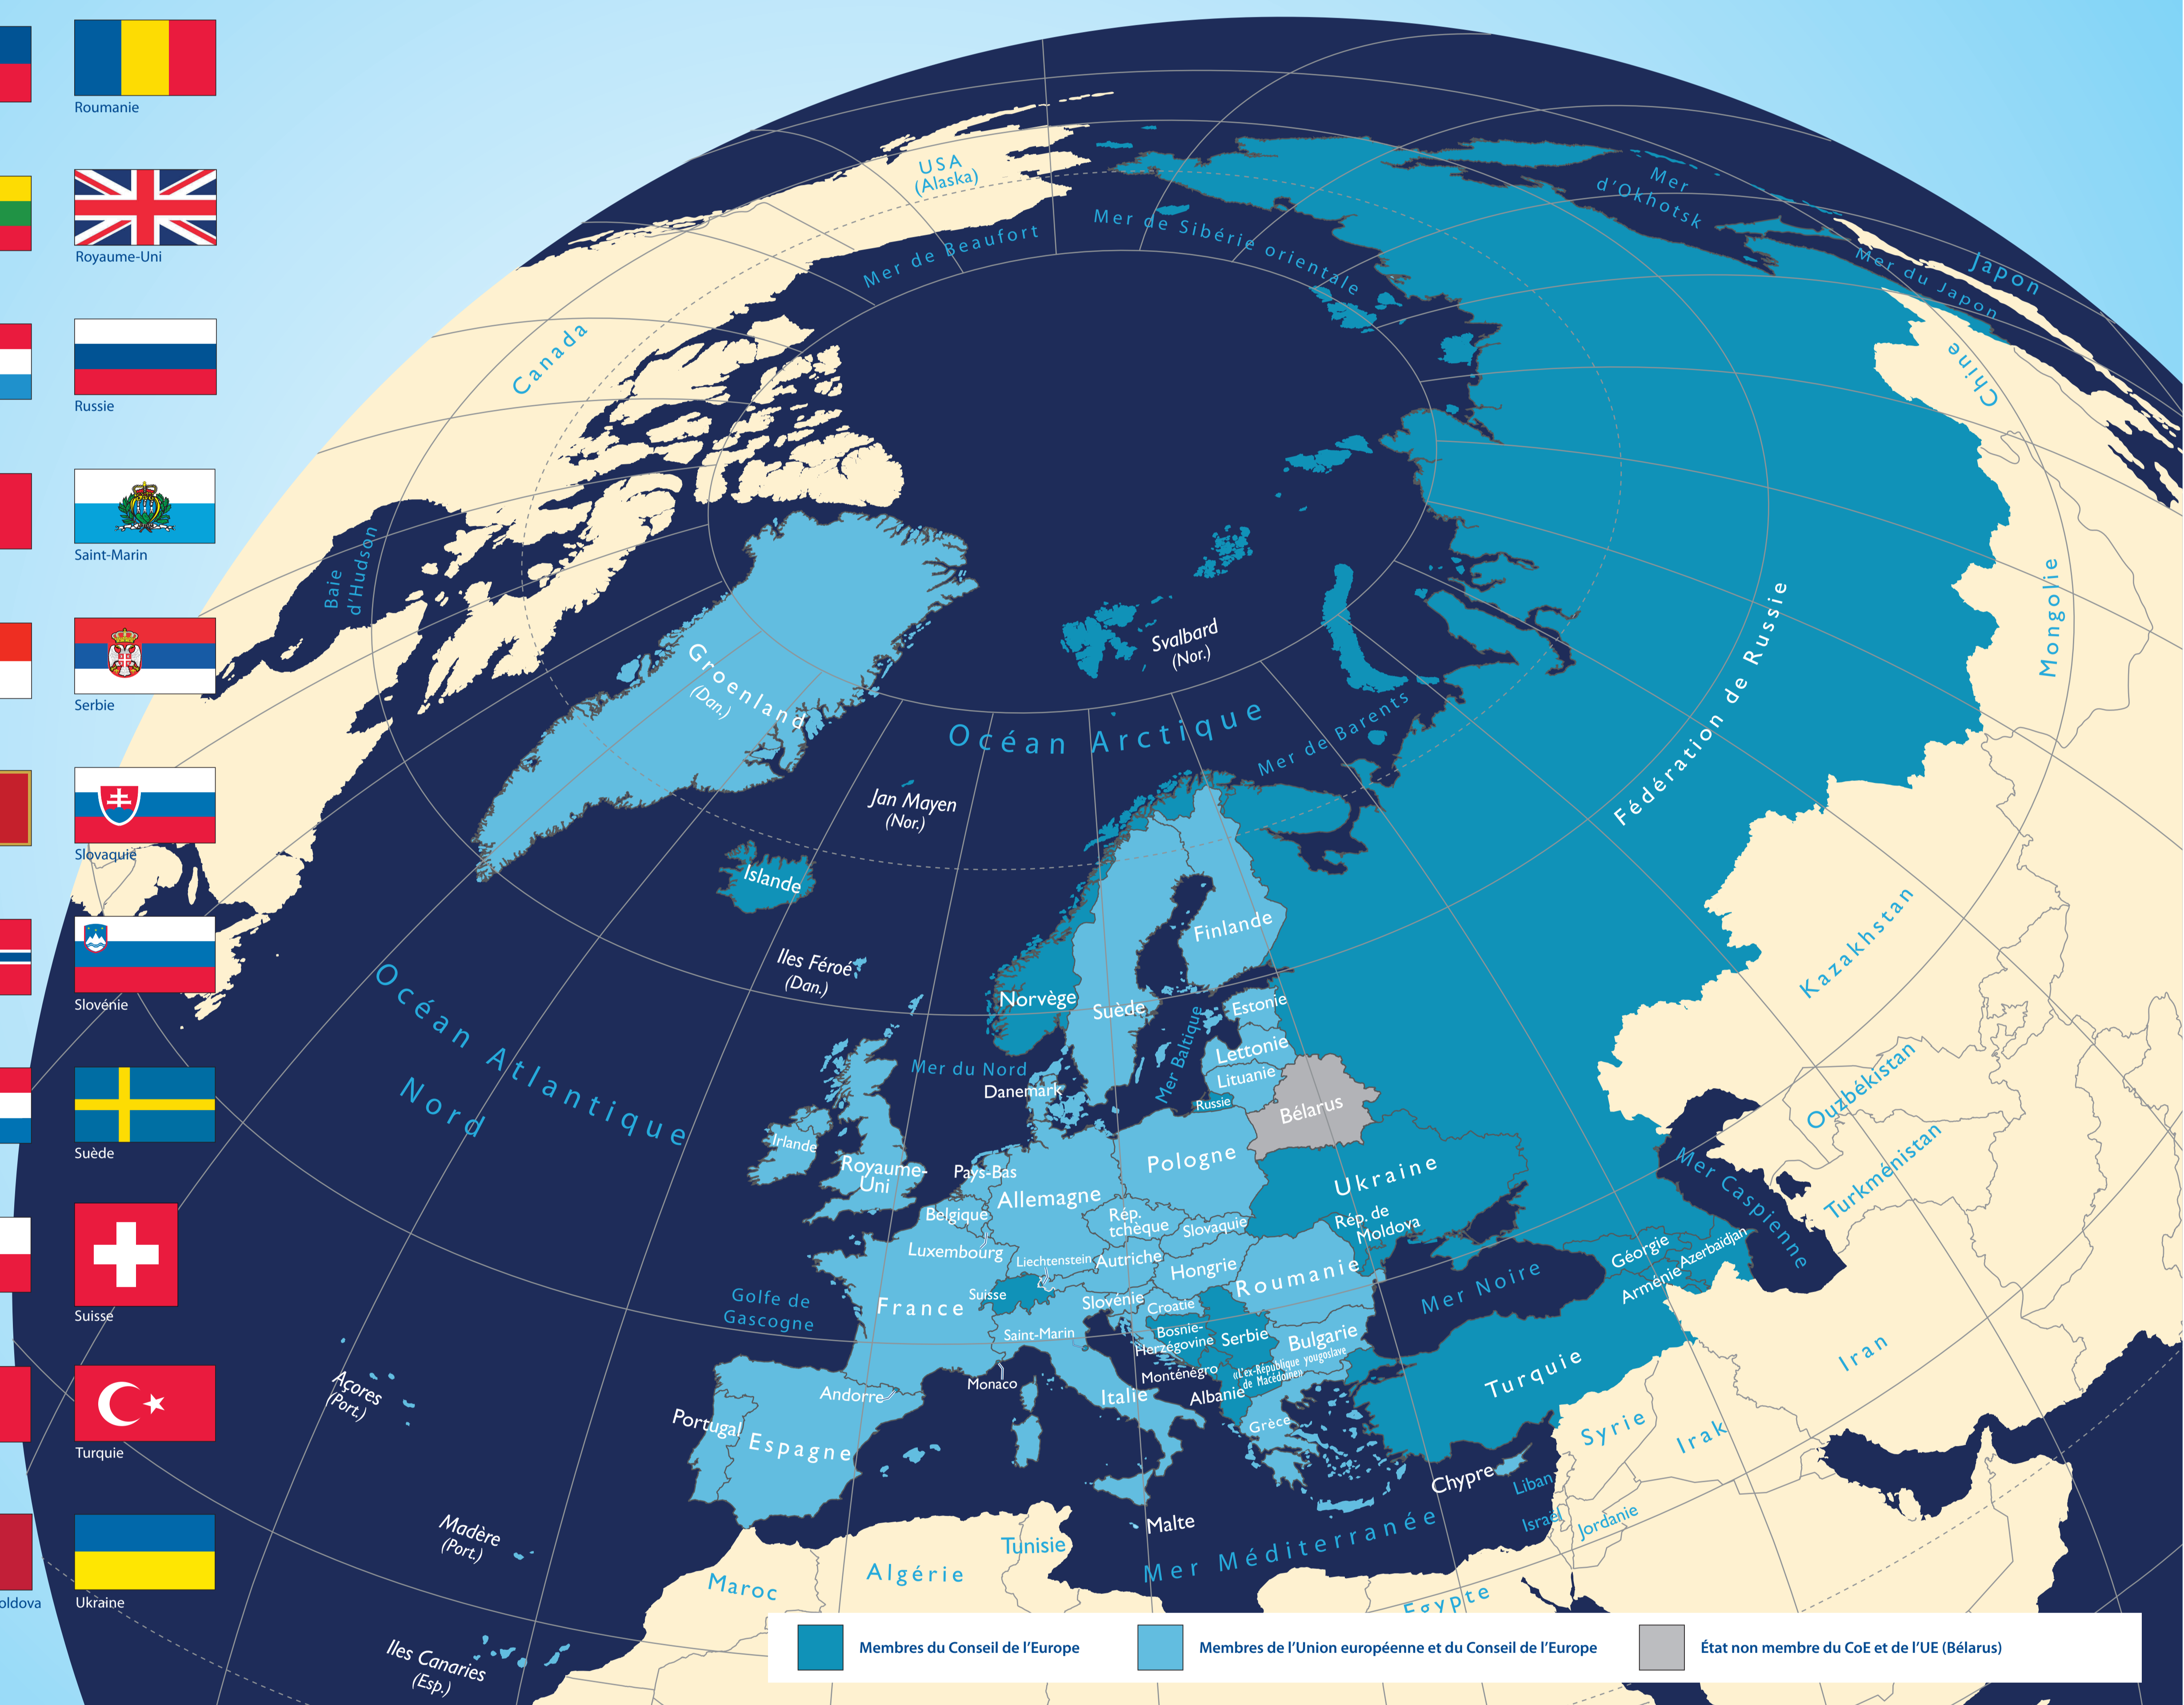 Roumanie
Royaume-Uni
Russie
Saint-Marin
Serbie
Slovaquie
Slovénie
Suède
Suisse
Turquie
oldova
Ukraine
USA
(Alaska)
Mer de Beaufort
Mer de Sibérie orientale
Mer
d'Okhotsk
Mer du Japon
Japon
Chine
Canada
Baie
d'Hudson
Mongolie
Groenland
(Dan.)
Svalbard
(Nor.)
Océan Arctique
Mer de Barents
Fédération de Russie
Jan Mayen
(Nor.)
Islande
Iles Féroé
(Dan.)
Océan Atlantique
Nord
Finlande
Norvège
Suède
Estonie
Lettonie
Lituanie
Russie
Mer Baltique
Mer du Nord
Danemark
Bélarus
Kazakhstan
Ouzbékistan
Turkménistan
Mer Caspienne
Irlande
Royaume-
Uni
Pays-Bas
Allemagne
Pologne
Ukraine
Belgique
Rép.
tchèque
Slovaquie
Rép. de
Moldova
Luxembourg
Liechtenstein
Autriche
Hongrie
Roumanie
Géorgie
Azerbaïdjan
Arménie
Mer Noire
Golfe de
Gascogne
France
Suisse
Slovénie
Croatie
Saint-Marin
Bosnie-
Herzégovine
Serbie
Bulgarie
Monténégro
«L'ex-République yougoslave
de Macédoine»
Albanie
Monaco
Andorre
Italie
Grèce
Turquie
Iran
Syrie
Irak
Açores
(Port.)
Portugal
Espagne
Chypre
Liban
Israël
Jordanie
Malte
Mer Méditerranée
Madère
(Port.)
Tunisie
Algérie
Maroc
Egypte
Iles Canaries
(Esp.)
Membres du Conseil de l'Europe
Membres de l'Union européenne et du Conseil de l'Europe
État non membre du CoE et de l'UE (Bélarus)